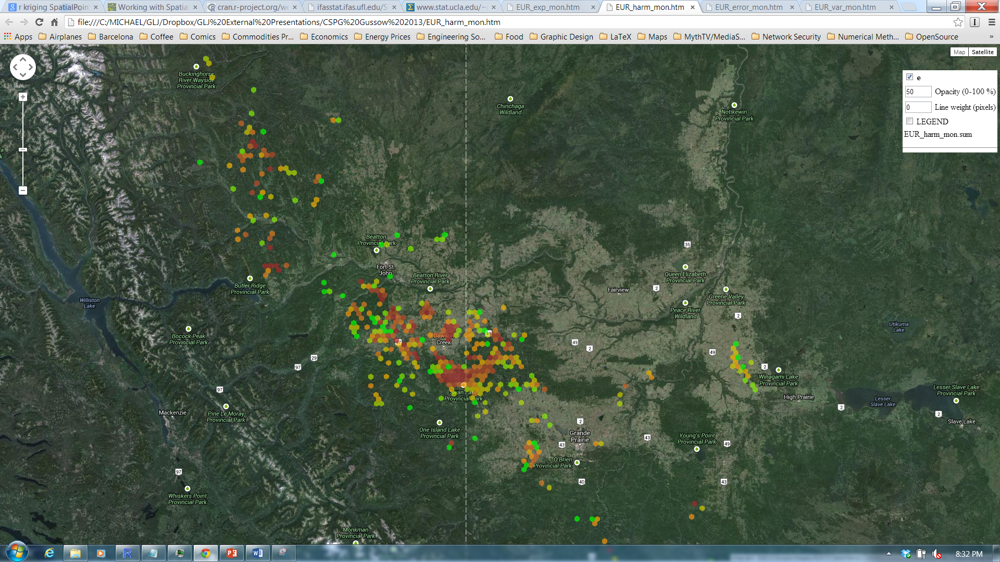 r kriging SpatialPoin
Working with Spatia
cran.r-project.org/we
ifasstat.ifas.ufl.edu/S
www.stat.ucla.edu/~
EUR_exp_mon.htm
EUR_harm_mon.htm
EUR_error_mon.htm
EUR_var_mon.htm
file:///C:/MICHAEL/GLJ/Dropbox/GLJ%20External%20Presentations/CSPG%20Gussow%202013/EUR_harm_mon.htm
Apps
Airplanes
Barcelona
Coffee
Comics
Commodities Pr...
Economics
Energy Prices
Engineering So...
Food
Graphic Design
LaTeX
Maps
MythTV/MediaS...
Network Security
Numerical Meth...
OpenSource
»
Map
Satellite
e
50
Opacity (0-100 %)
0
Line weight (pixels)
LEGEND
EUR_harm_mon.sum
Buckinghorse
River Wayside
Provincial Park
Chinchaga
Wildland
Notikewin
Provincial Park
Beatton
Provincial Park
35
Fort St.
John
Beatton River
Provincial Park
Queen Elizabeth
Provincial Park
Fairview
2
Butler Ridge
Provincial Park
Greene Valley
Provincial Park
Williston
Lake
Peace River
Wildland
2
Utikuma
Lake
Bocock Peak
Provincial Park
49
Dawson
Creek
97
49
2
49
29
97
2
Winagami Lake
Provincial Park
97
Swan Lake
Provincial Park
High Prairie
Lesser
Slave Lake
Lesser Slave Lake
Provincial Park
2
Mackenzie
Pine Le Moray
Provincial Park
2
Slave Lake
2
One Island Lake
Provincial Park
Grande
Prairie
43
43
Young's Point
Provincial Park
49
O'Brien
Provincial Park
97
40
43
Whiskers Point
Provincial Park
Monkman
Provincial Park
8:32 PM